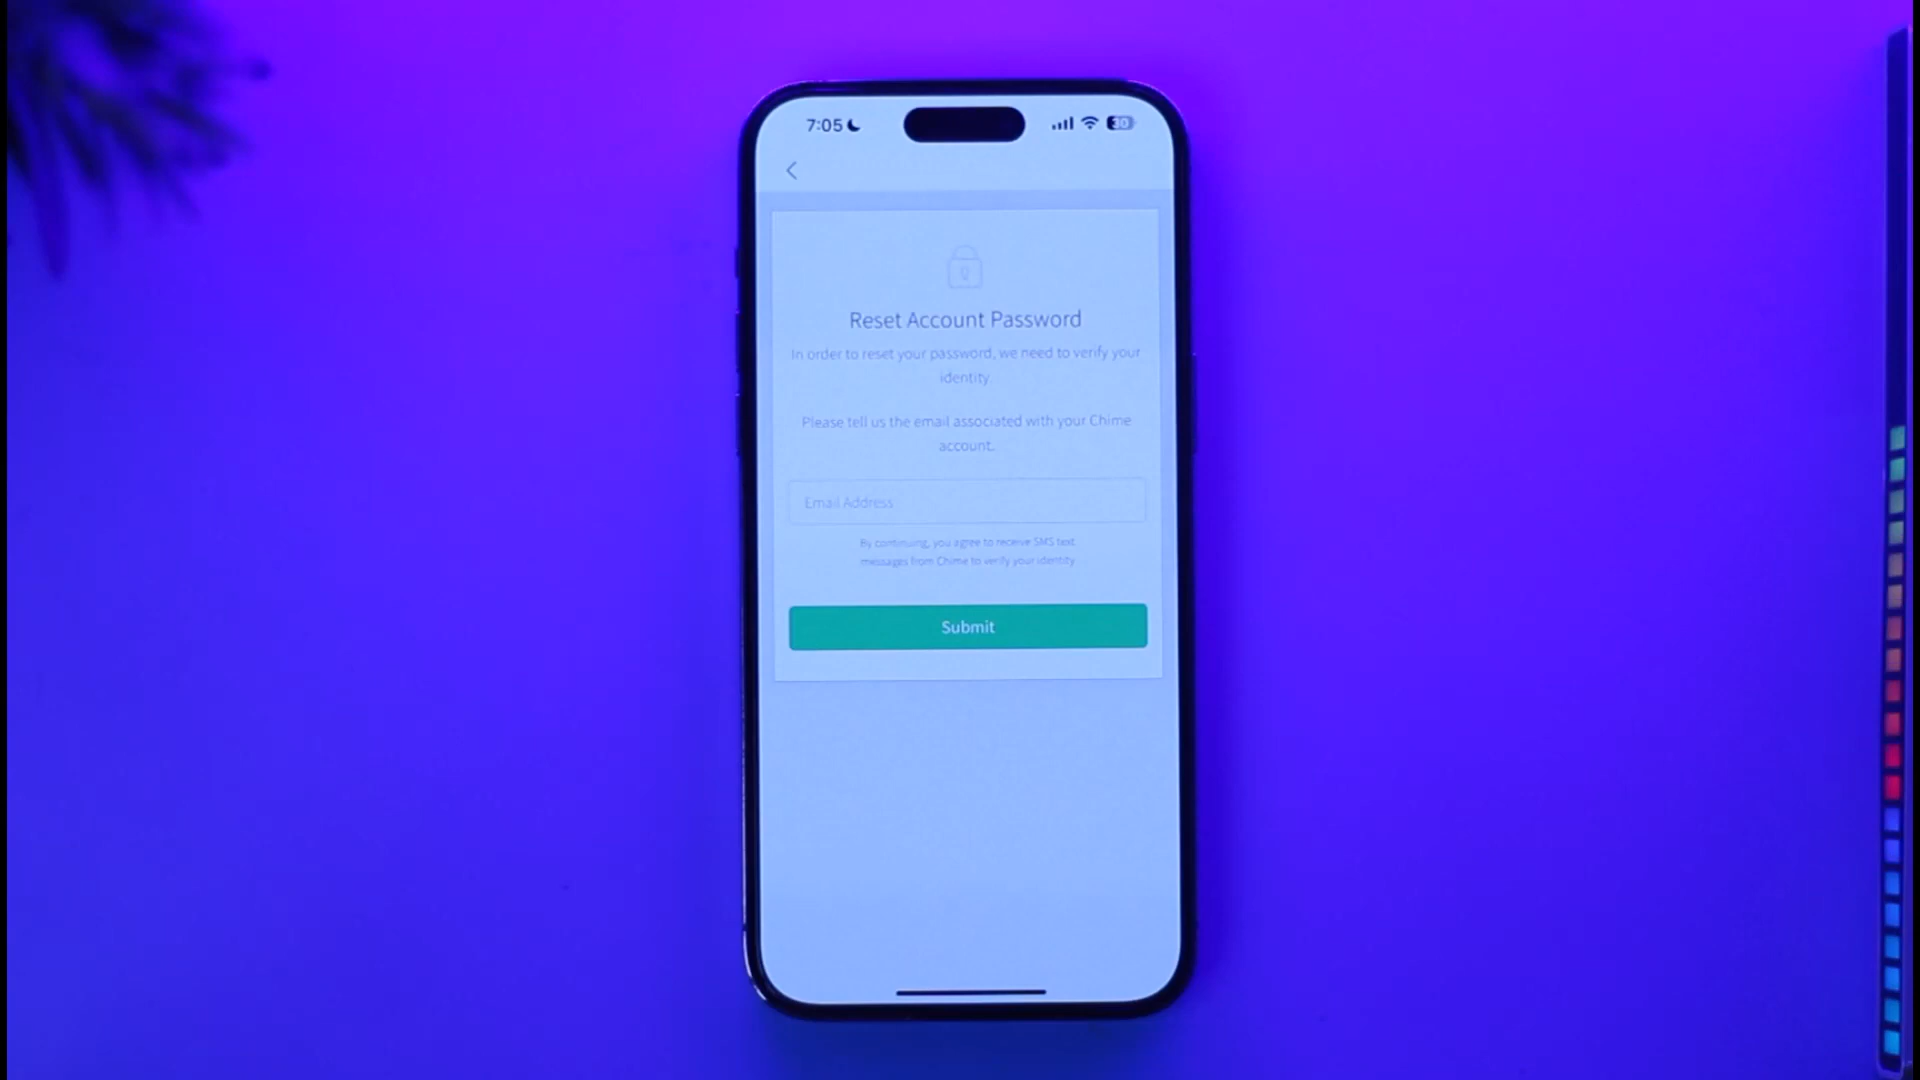 7:05
30
Reset Account Password
In order to reset your password, we need to verify your
identity.
Please tell us the email associated with your Chime
account.
Email Address
By continuing, you agree to receive SMS text
messages from Chime to verify your identity
Submit